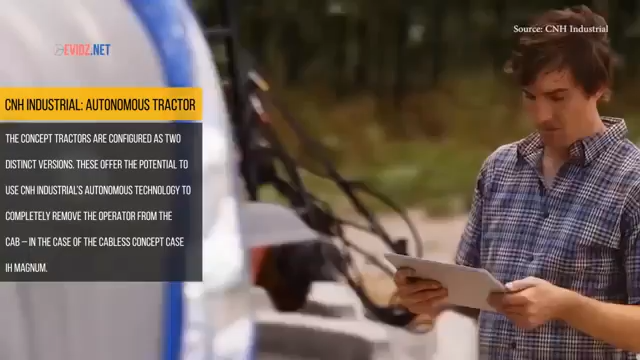 Source: CNH Industrial
EVIDZ.NET
CNH INDUSTRIAL: AUTONOMOUS TRACTOR
THE CONCEPT TRACTORS ARE CONFIGURED AS TWO
DISTINCT VERSIONS. THESE OFFER THE POTENTIAL TO
USE CNH INDUSTRIAL'S AUTONOMOUS TECHNOLOGY TO
COMPLETELY REMOVE THE OPERATOR FROM THE
CAB – IN THE CASE OF THE CABLESS CONCEPT CASE
IH MAGNUM.